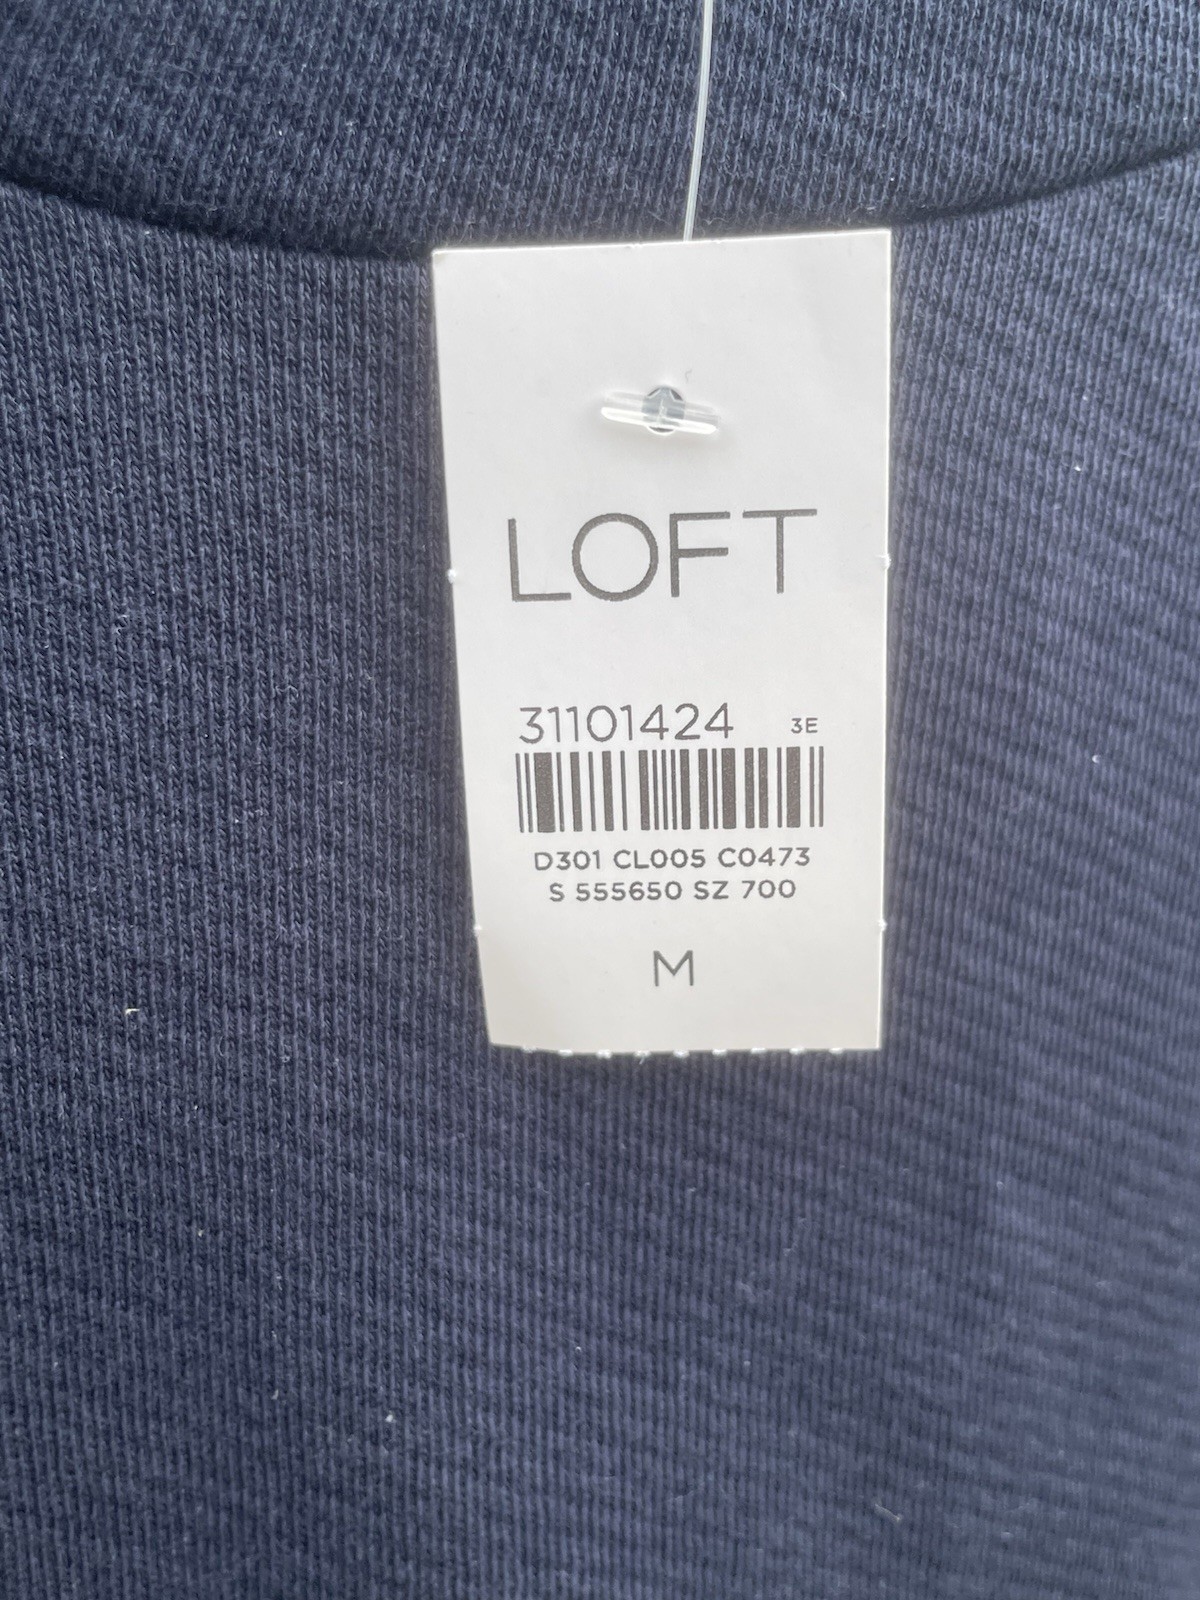 LOFT
31101424 3E
D301 CL005 C0473
S 555650 SZ 700
M